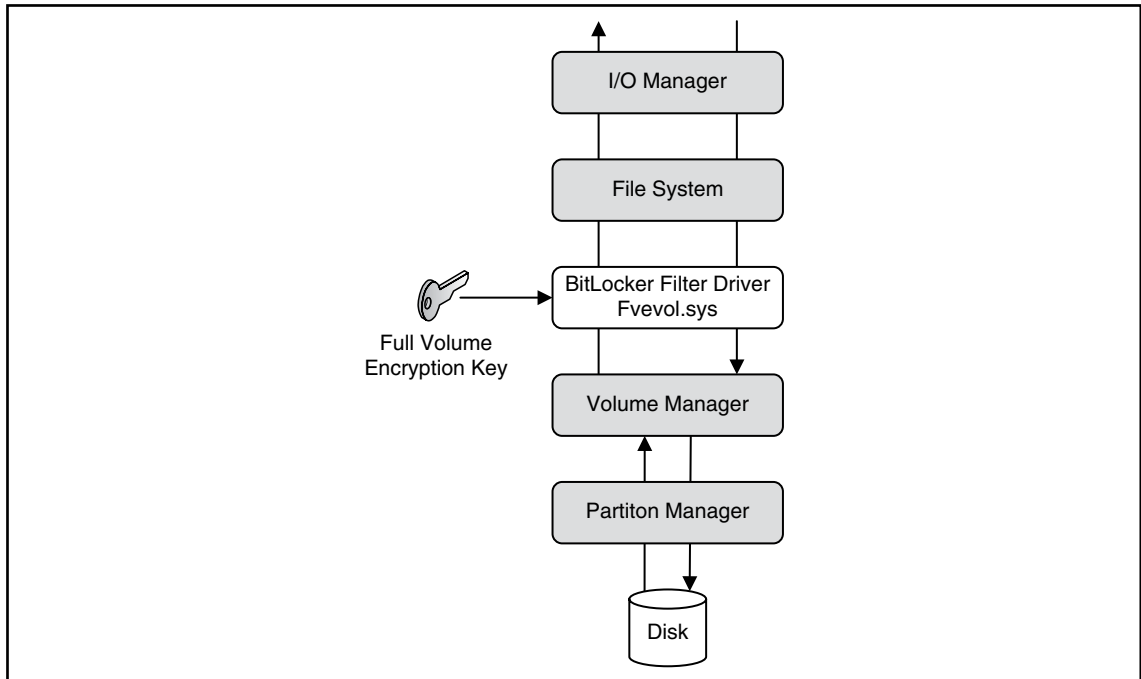 I/O Manager
File System
BitLocker Filter Driver
Fvevol.sys
Full Volume
Encryption Key
Volume Manager
Partiton Manager
Disk